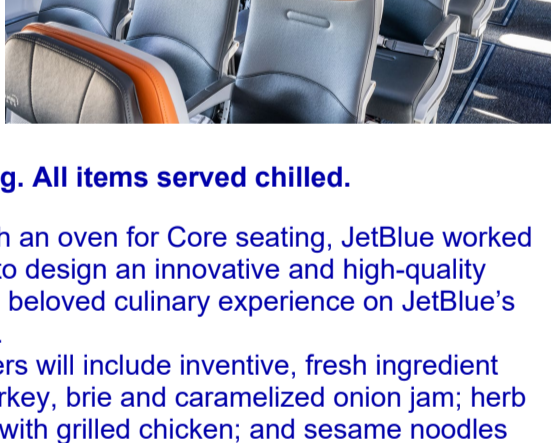 g. All items served chilled.
h an oven for Core seating, JetBlue worked
to design an innovative and high-quality
beloved culinary experience on JetBlue’s
.
ers will include inventive, fresh ingredient
rkey, brie and caramelized onion jam; herb
with grilled chicken; and sesame noodles